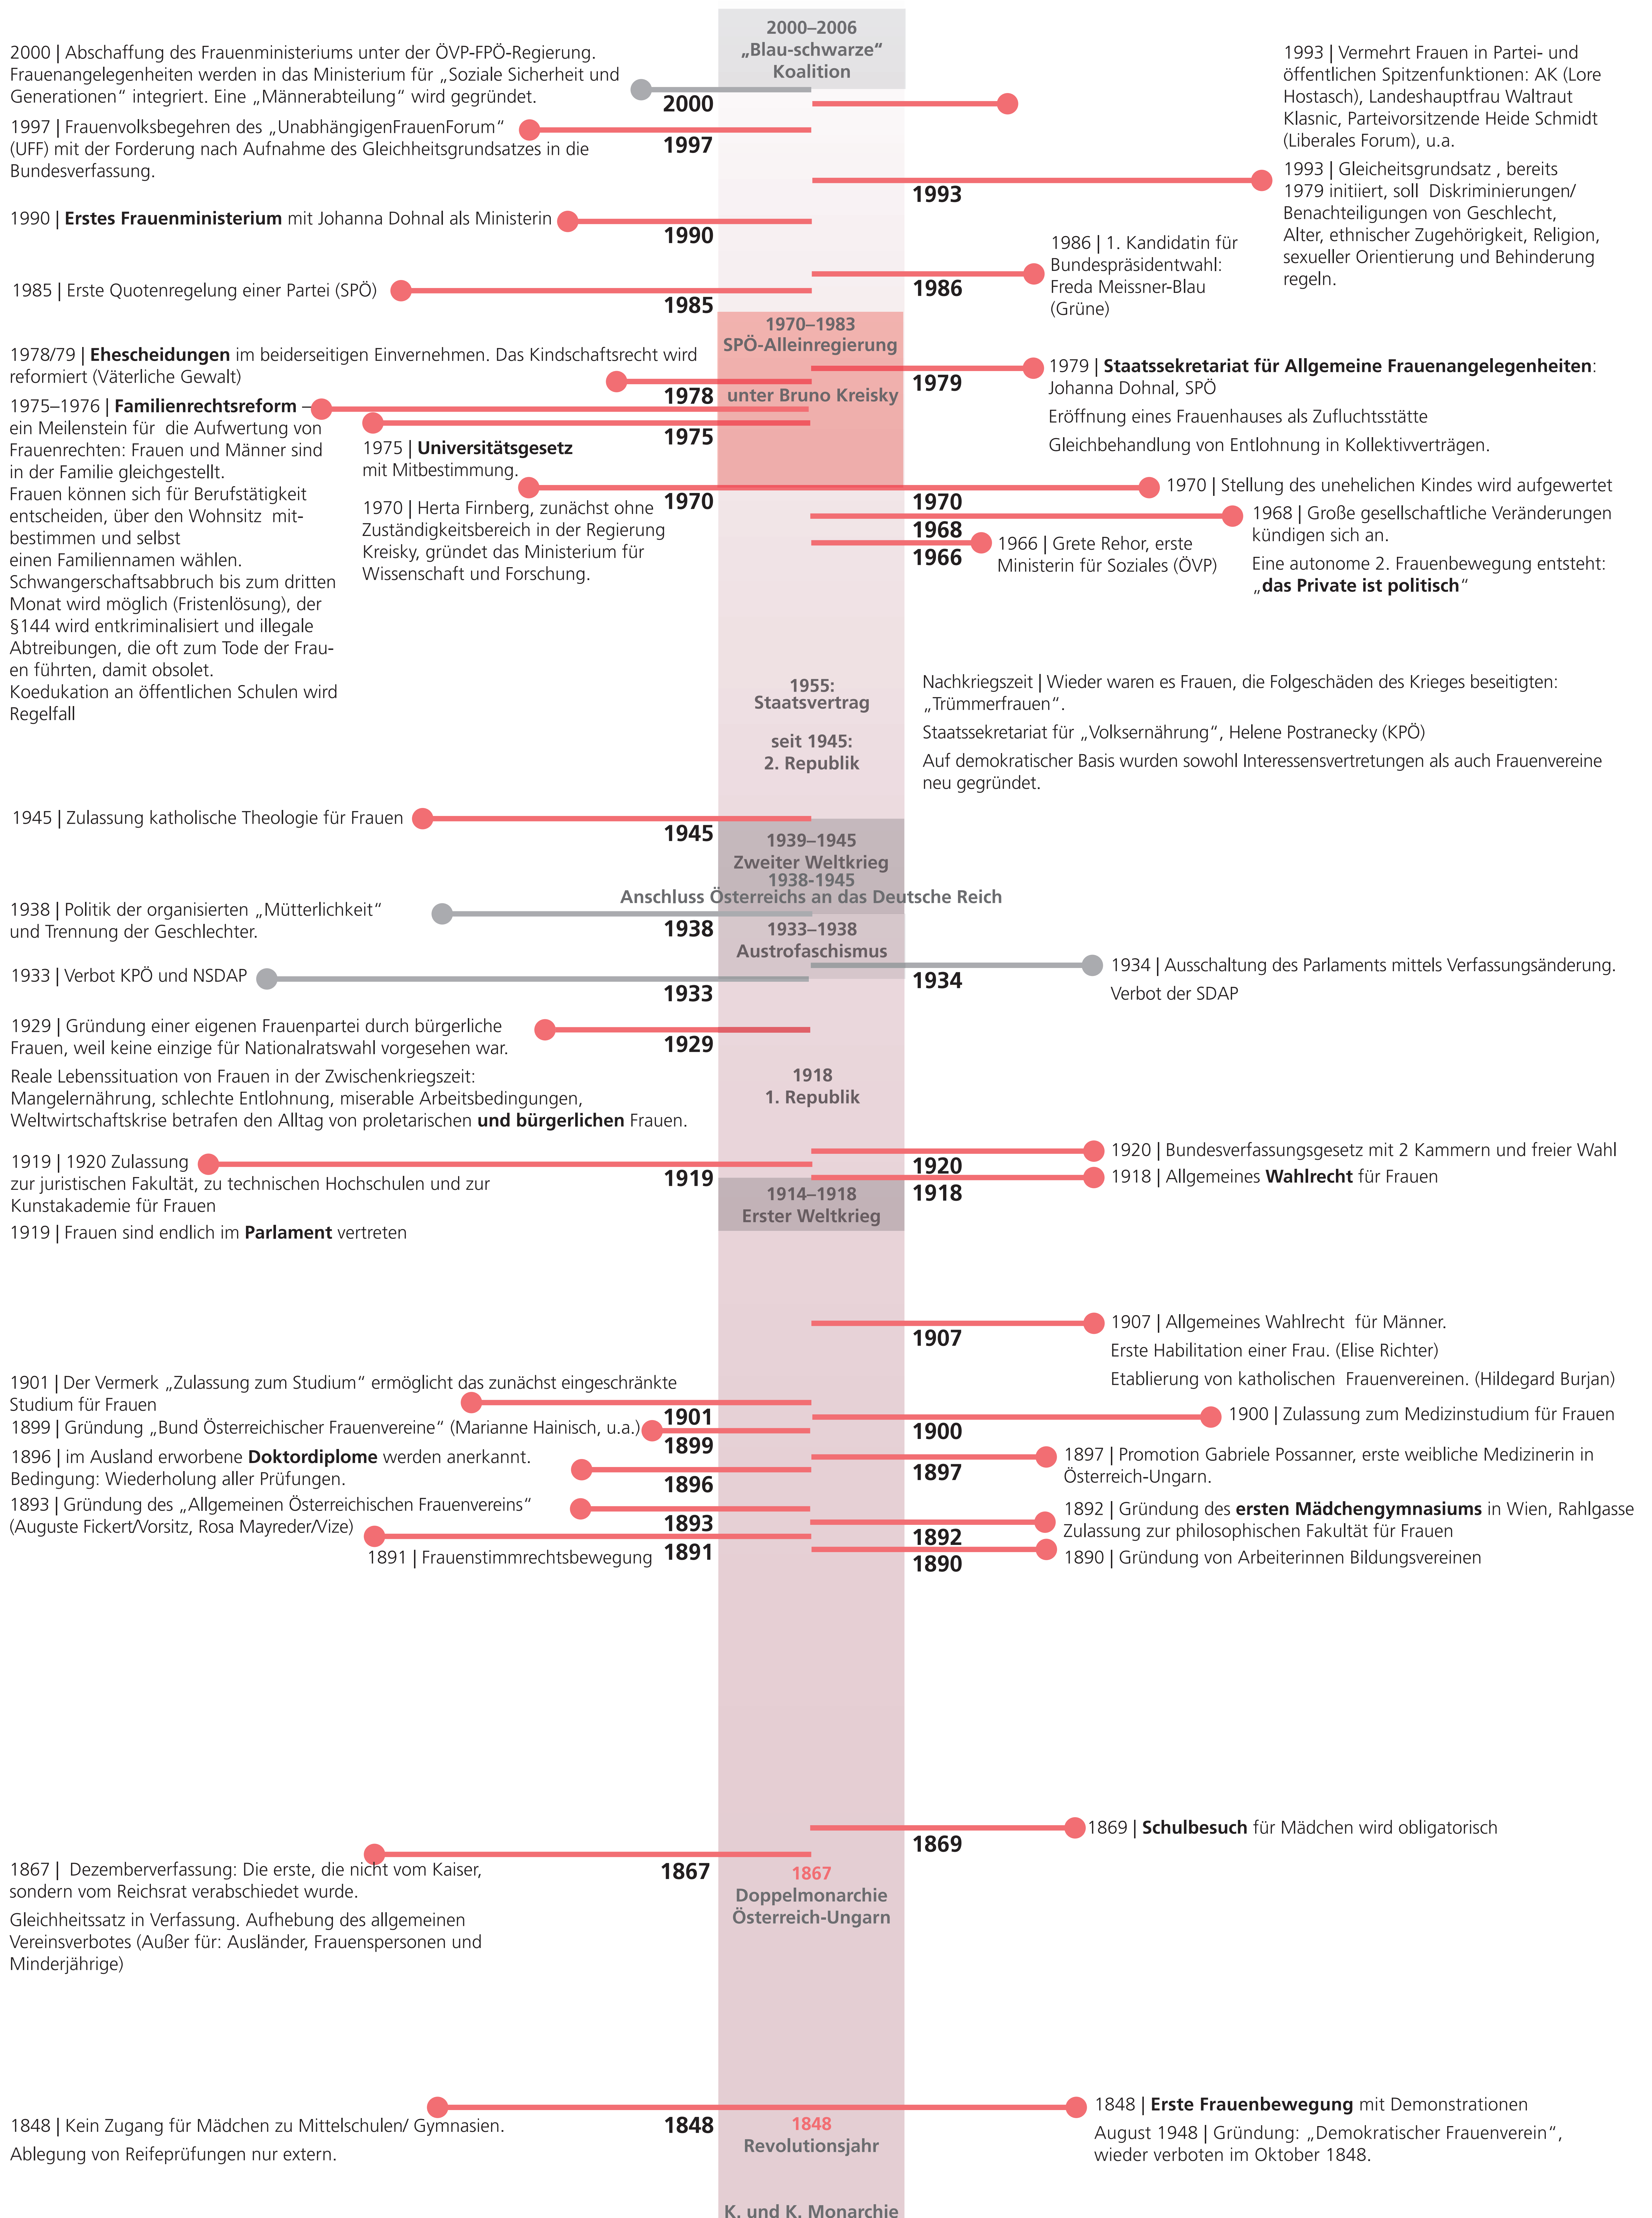 2000–2006
„Blau-schwarze“
Koalition
2000 | Abschaffung des Frauenministeriums unter der ÖVP-FPÖ-Regierung.
Frauenangelegenheiten werden in das Ministerium für „Soziale Sicherheit und
Generationen“ integriert. Eine „Männerabteilung“ wird gegründet.
2000
1993 | Vermehrt Frauen in Partei- und
öffentlichen Spitzenfunktionen: AK (Lore
Hostasch), Landeshauptfrau Waltraut
Klasnic, Parteivorsitzende Heide Schmidt
(Liberales Forum), u.a.
1997 | Frauenvolksbegehren des „UnabhängigenFrauenForum“
(UFF) mit der Forderung nach Aufnahme des Gleichheitsgrundsatzes in die
Bundesverfassung.
1997
1993 | Gleicheitsgrundsatz , bereits
1979 initiiert, soll  Diskriminierungen/
Benachteiligungen von Geschlecht,
Alter, ethnischer Zugehörigkeit, Religion,
sexueller Orientierung und Behinderung
regeln.
1993
1990 | Erstes Frauenministerium mit Johanna Dohnal als Ministerin
1990
1986 | 1. Kandidatin für
Bundespräsidentwahl:
Freda Meissner-Blau
(Grüne)
1986
1985 | Erste Quotenregelung einer Partei (SPÖ)
1985
1970–1983
SPÖ-Alleinregierung
unter Bruno Kreisky
1978/79 | Ehescheidungen im beiderseitigen Einvernehmen. Das Kindschaftsrecht wird
reformiert (Väterliche Gewalt)
1978
1979 | Staatssekretariat für Allgemeine Frauenangelegenheiten:
Johanna Dohnal, SPÖ
Eröffnung eines Frauenhauses als Zufluchtsstätte
Gleichbehandlung von Entlohnung in Kollektivverträgen.
1979
1975–1976 | Familienrechtsreform –
ein Meilenstein für  die Aufwertung von
Frauenrechten: Frauen und Männer sind
in der Familie gleichgestellt.
Frauen können sich für Berufstätigkeit
entscheiden, über den Wohnsitz  mit-
bestimmen und selbst
einen Familiennamen wählen.
Schwangerschaftsabbruch bis zum dritten
Monat wird möglich (Fristenlösung), der
§144 wird entkriminalisiert und illegale
Abtreibungen, die oft zum Tode der Frau-
en führten, damit obsolet.
Koedukation an öffentlichen Schulen wird
Regelfall
1975
1975 | Universitätsgesetz
mit Mitbestimmung.
1970 | Herta Firnberg, zunächst ohne
Zuständigkeitsbereich in der Regierung
Kreisky, gründet das Ministerium für
Wissenschaft und Forschung.
1970
1970
1970 | Stellung des unehelichen Kindes wird aufgewertet
1968
1968 | Große gesellschaftliche Veränderungen
kündigen sich an.
Eine autonome 2. Frauenbewegung entsteht:
„das Private ist politisch“
1966
1966 | Grete Rehor, erste
Ministerin für Soziales (ÖVP)
1955:
Staatsvertrag
seit 1945:
2. Republik
Nachkriegszeit | Wieder waren es Frauen, die Folgeschäden des Krieges beseitigten:
„Trümmerfrauen“.
Staatssekretariat für „Volksernährung“, Helene Postranecky (KPÖ)
Auf demokratischer Basis wurden sowohl Interessensvertretungen als auch Frauenvereine
neu gegründet.
1945 | Zulassung katholische Theologie für Frauen
1945
1939–1945
Zweiter Weltkrieg
1938-1945
Anschluss Österreichs an das Deutsche Reich
1938 | Politik der organisierten „Mütterlichkeit“
und Trennung der Geschlechter.
1938
1933–1938
Austrofaschismus
1933 | Verbot KPÖ und NSDAP
1933
1934
1934 | Ausschaltung des Parlaments mittels Verfassungsänderung.
Verbot der SDAP
1929 | Gründung einer eigenen Frauenpartei durch bürgerliche
Frauen, weil keine einzige für Nationalratswahl vorgesehen war.
1929
Reale Lebenssituation von Frauen in der Zwischenkriegszeit:
Mangelernährung, schlechte Entlohnung, miserable Arbeitsbedingungen,
Weltwirtschaftskrise betrafen den Alltag von proletarischen und bürgerlichen Frauen.
1918
1. Republik
1919 | 1920 Zulassung
zur juristischen Fakultät, zu technischen Hochschulen und zur
Kunstakademie für Frauen
1919 | Frauen sind endlich im Parlament vertreten
1919
1920
1920 | Bundesverfassungsgesetz mit 2 Kammern und freier Wahl
1918
1918 | Allgemeines Wahlrecht für Frauen
1914–1918
Erster Weltkrieg
1907
1907 | Allgemeines Wahlrecht  für Männer.
Erste Habilitation einer Frau. (Elise Richter)
Etablierung von katholischen  Frauenvereinen. (Hildegard Burjan)
1901 | Der Vermerk „Zulassung zum Studium“ ermöglicht das zunächst eingeschränkte
Studium für Frauen
1901
1900
1900 | Zulassung zum Medizinstudium für Frauen
1899 | Gründung „Bund Österreichischer Frauenvereine“ (Marianne Hainisch, u.a.)
1899
1896 | im Ausland erworbene Doktordiplome werden anerkannt.
Bedingung: Wiederholung aller Prüfungen.
1896
1897
1897 | Promotion Gabriele Possanner, erste weibliche Medizinerin in
Österreich-Ungarn.
1893 | Gründung des „Allgemeinen Österreichischen Frauenvereins“
(Auguste Fickert/Vorsitz, Rosa Mayreder/Vize)
1893
1892
1892 | Gründung des ersten Mädchengymnasiums in Wien, Rahlgasse
Zulassung zur philosophischen Fakultät für Frauen
1891 | Frauenstimmrechtsbewegung
1891
1890
1890 | Gründung von Arbeiterinnen Bildungsvereinen
1869
1869 | Schulbesuch für Mädchen wird obligatorisch
1867 |  Dezemberverfassung: Die erste, die nicht vom Kaiser,
sondern vom Reichsrat verabschiedet wurde.
Gleichheitssatz in Verfassung. Aufhebung des allgemeinen
Vereinsverbotes (Außer für: Ausländer, Frauenspersonen und
Minderjährige)
1867
1867
Doppelmonarchie
Österreich-Ungarn
1848 | Kein Zugang für Mädchen zu Mittelschulen/ Gymnasien.
Ablegung von Reifeprüfungen nur extern.
1848
1848
Revolutionsjahr
1848 | Erste Frauenbewegung mit Demonstrationen
August 1948 | Gründung: „Demokratischer Frauenverein“,
wieder verboten im Oktober 1848.
K. und K. Monarchie